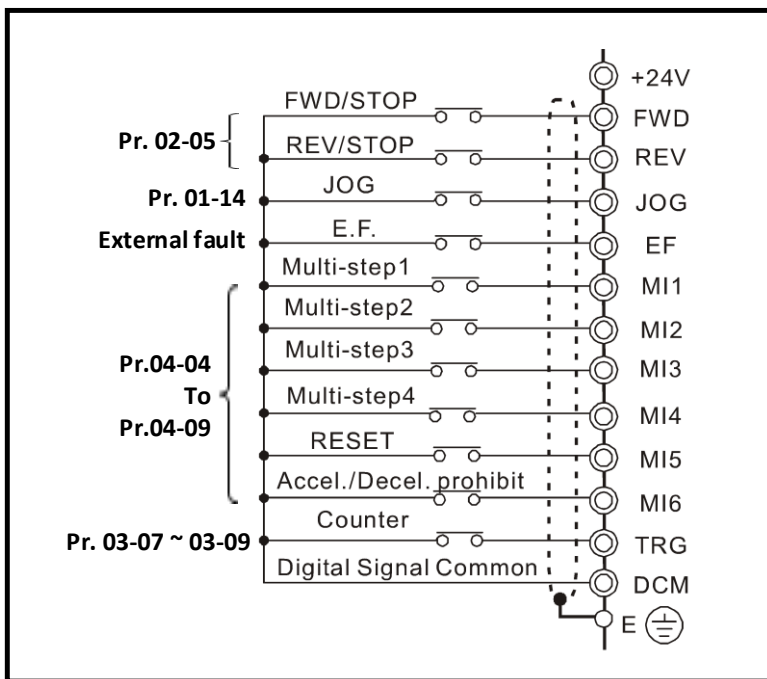 +24V
FWD/STOP
FWD
Pr. 02-05
REV/STOP
REV
Pr. 01-14
JOG
JOG
External fault
E.F.
EF
Multi-step1
MI1
Multi-step2
MI2
Multi-step3
MI3
Pr.04-04
To
Pr.04-09
Multi-step4
MI4
RESET
MI5
Accel./Decel. prohibit
MI6
Pr. 03-07 ~ 03-09
Counter
TRG
Digital Signal Common
DCM
E